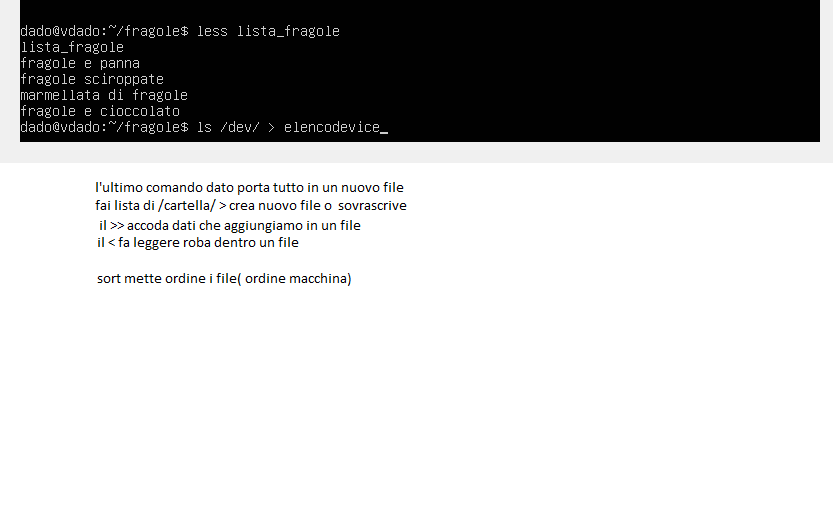 dado@vdado:~/fragole$ less lista_fragole
lista_fragole
fragole e panna
fragole sciroppate
marmellata di fragole
fragole e cioccolato
dado@vdado:~/fragole$ ls /dev/ > elencodevice_
l'ultimo comando dato porta tutto in un nuovo file
fai lista di /cartella/ > crea nuovo file o  sovrascrive
il >> accoda dati che aggiungiamo in un file
il < fa leggere roba dentro un file
sort mette ordine i file( ordine macchina)